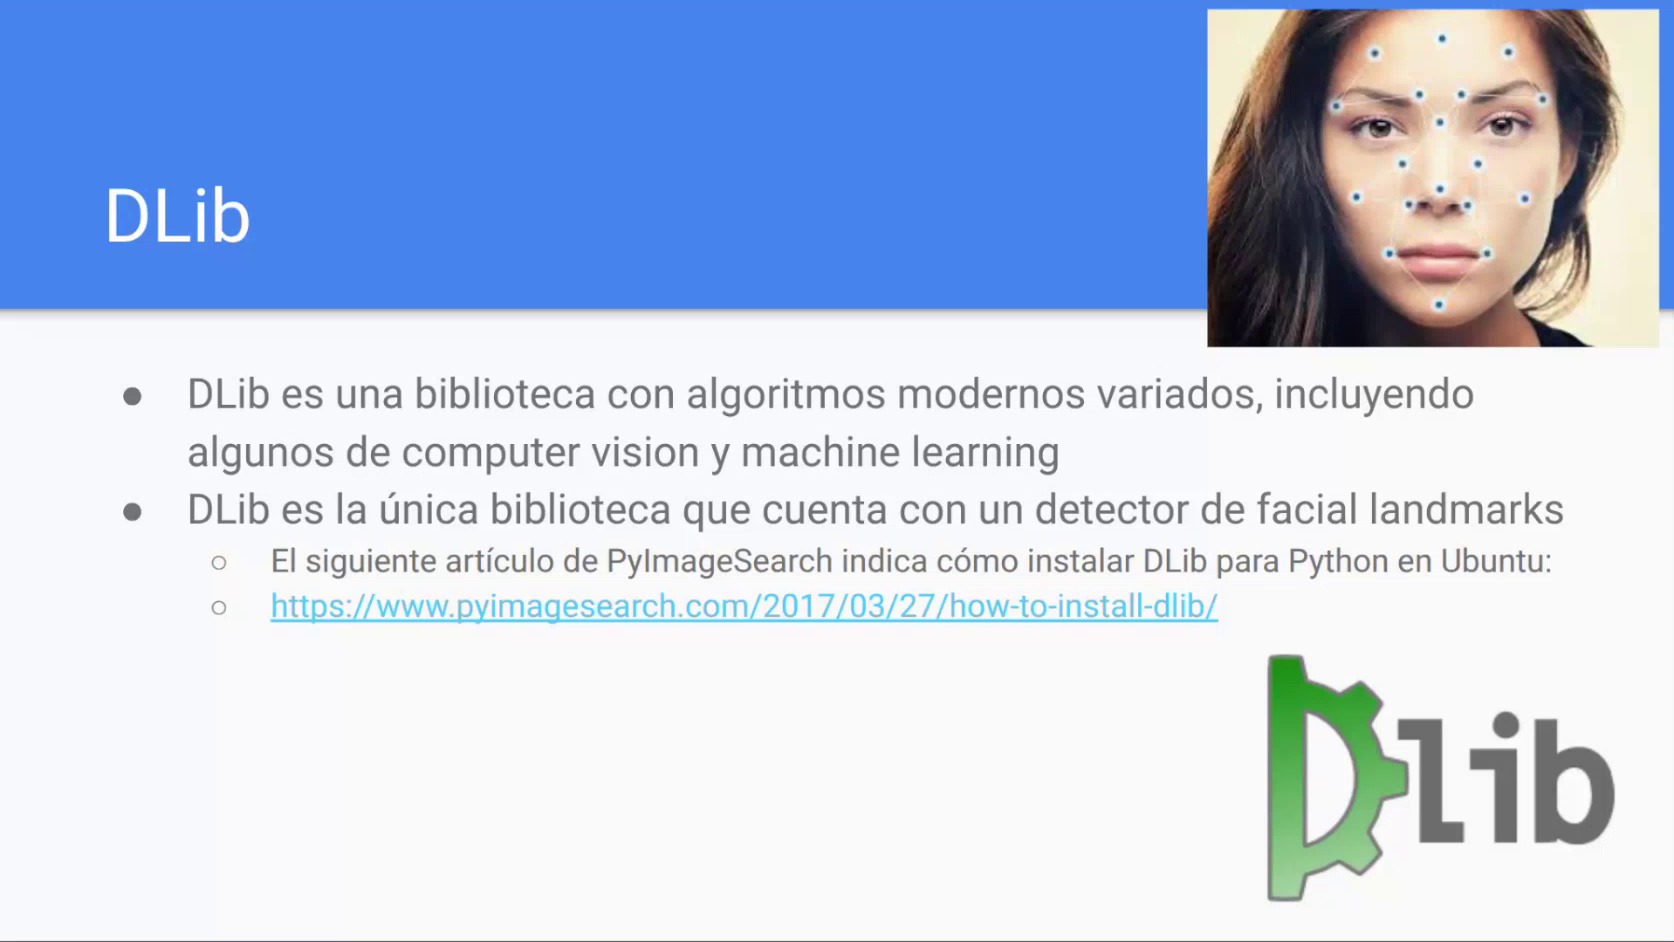 DLib
● DLib es una biblioteca con algoritmos modernos variados, incluyendo
algunos de computer vision y machine learning
● DLib es la única biblioteca que cuenta con un detector de facial landmarks
○ El siguiente artículo de PyImageSearch indica cómo instalar DLib para Python en Ubuntu:
○ https://www.pyimagesearch.com/2017/03/27/how-to-install-dlib/
Dlib